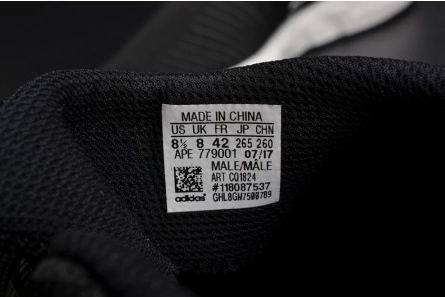 MADE IN CHINA
US UK FR JP CHN
8½ 8 42 265 260
APE 779001 07/17
MALE/MÂLE
ART CQ1824
#118087537
adidas GHL8GM7500789